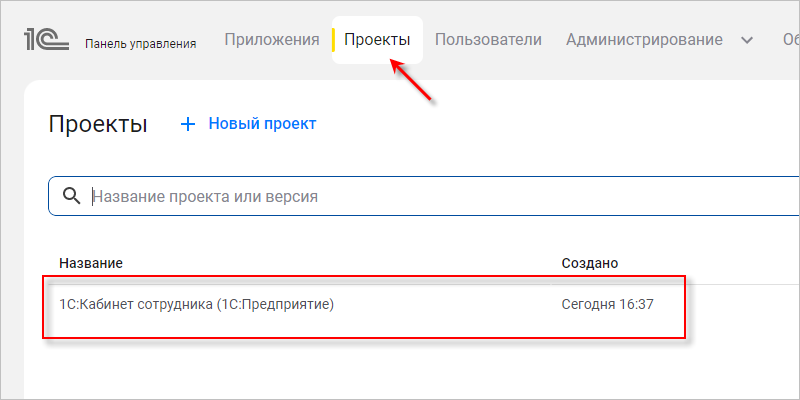 1С Панель управления Приложения Проекты Пользователи Администрирование Об
Проекты + Новый проект
Название проекта или версия
Название Создано
1С:Кабинет сотрудника (1С:Предприятие) Сегодня 16:37